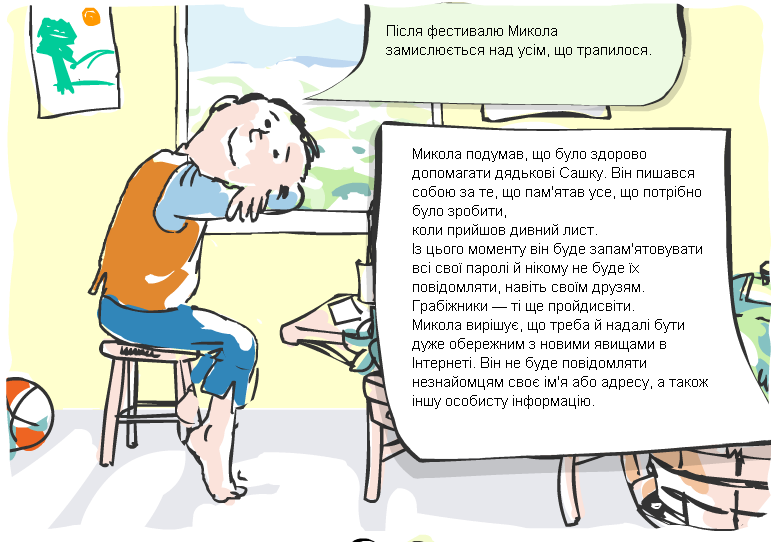 Після фестивалю Микола
замислюється над усім, що трапилося.
Микола подумав, що було здорово
допомагати дядькові Сашку. Він пишався
собою за те, що пам'ятав усе, що потрібно
було зробити,
коли прийшов дивний лист.
Із цього моменту він буде запам'ятовувати
всі свої паролі й нікому не буде їх
повідомляти, навіть своїм друзям.
Грабіжники — ті ще пройдисвіти.
Микола вирішує, що треба й надалі бути
дуже обережним з новими явищами в
Інтернеті. Він не буде повідомляти
незнайомцям своє ім'я або адресу, а також
іншу особисту інформацію.